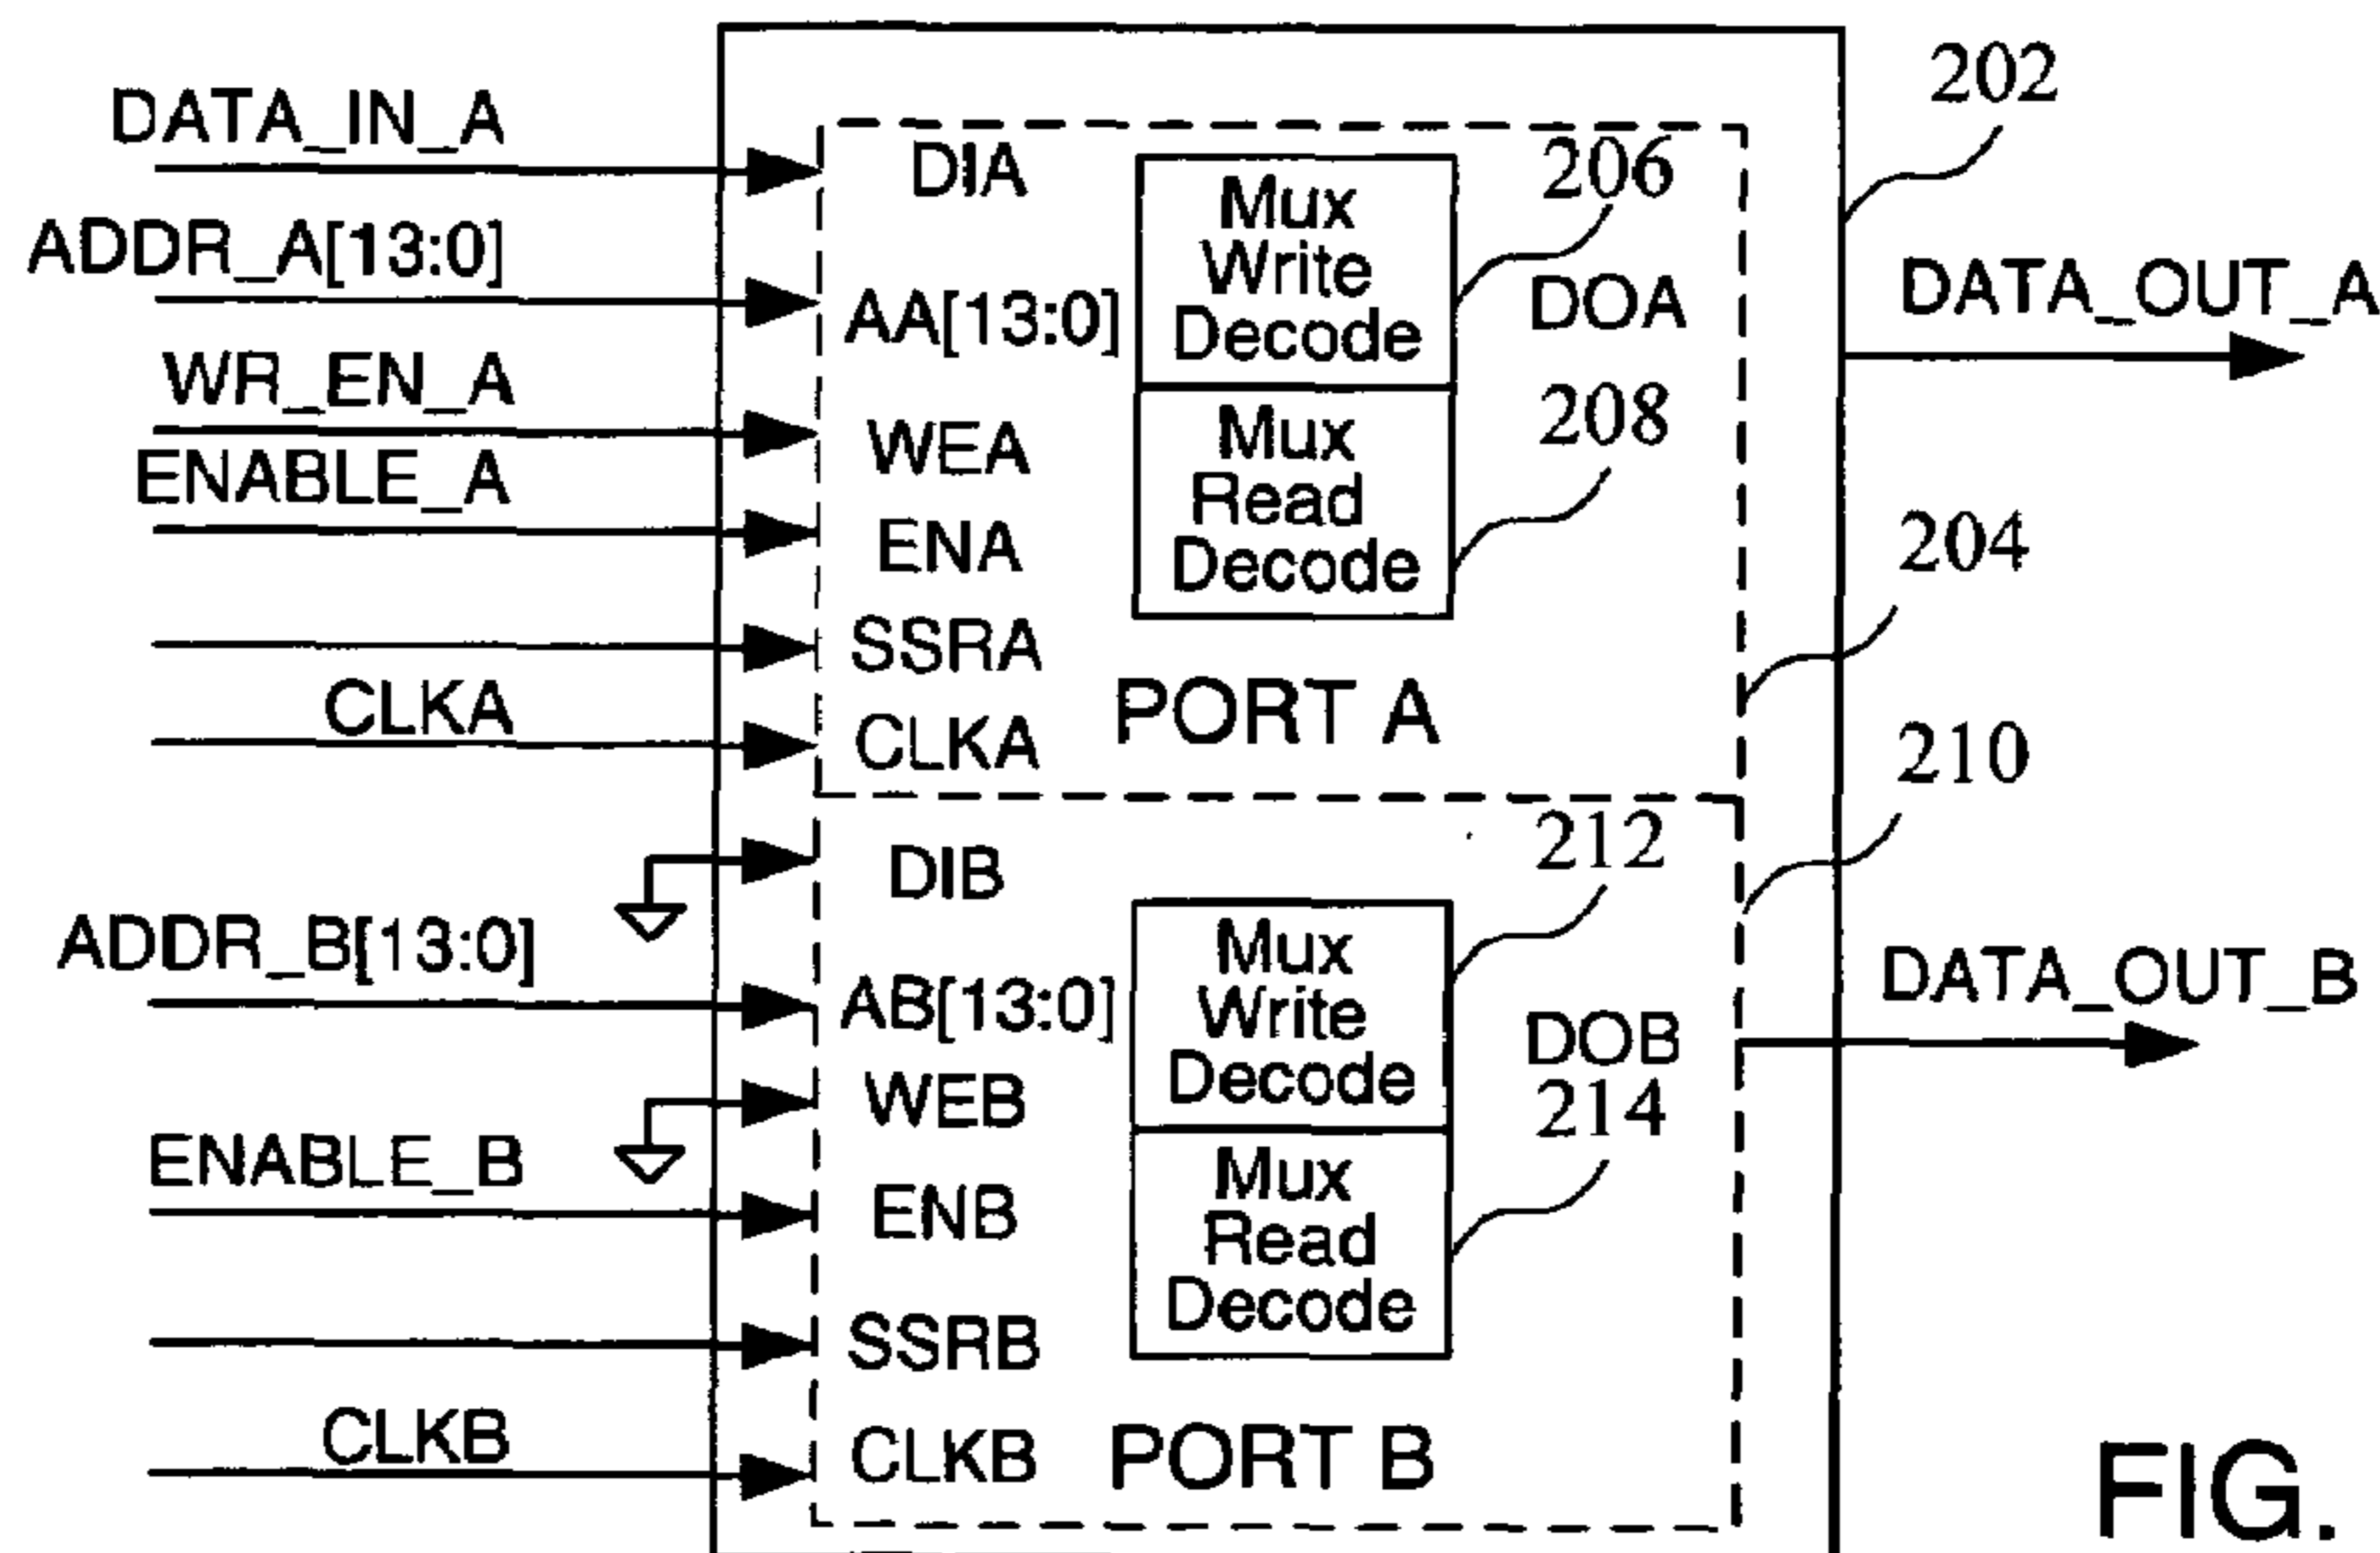 202
DATA_IN_A
DIA
206
Mux
Write
Decode
ADDR_A[13:0]
AA[13:0]
DOA
DATA_OUT_A
WR_EN_A
WEA
208
Mux
Read
Decode
ENABLE_A
ENA
204
SSRA
CLKA
CLKA
PORT A
210
DIB
212
Mux
Write
Decode
ADDR_B[13:0]
AB[13:0]
DOB
DATA_OUT_B
WEB
214
Mux
Read
Decode
ENABLE_B
ENB
SSRB
CLKB
CLKB
PORT B
FIG.